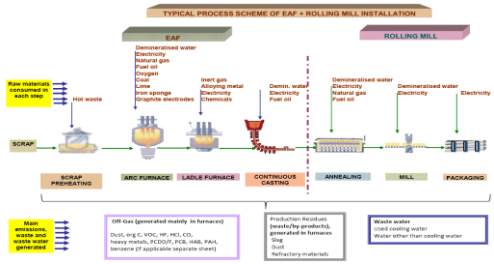 TYPICAL PROCESS SCHEME OF EAF + ROLLING MILL INSTALLATION
EAF
ROLLING MILL
Raw materials
consumed in
each step
Hot waste
Demineralised water
Electricity
Natural gas
Fuel oil
Oxygen
Coal
Lime
Iron sponge
Graphite electrodes
Inert gas
Alloying metal
Electricity
Chemicals
Demin. water
Electricity
Fuel oil
Demineralised water
Electricity
Natural gas
Fuel oil
Demineralised water
Electricity
Electricity
SCRAP
SCRAP
PREHEATING
ARC FURNACE
LADLE FURNACE
CONTINUOUS
CASTING
ANNEALING
MILL
PACKAGING
Main
emissions,
waste and
waste water
generated
Off-Gas (generated mainly in furnaces)
Dust, org C, VOC, HF, HCl, CO,
heavy metals, PCDD/F, PCB, HAB, PAH,
benzene (if applicable separate sheet)
Production Residues
(waste/by-products),
generated in furnaces
Slag
Dust
Refractory materials
Waste water
Used cooling water
Water other than cooling water